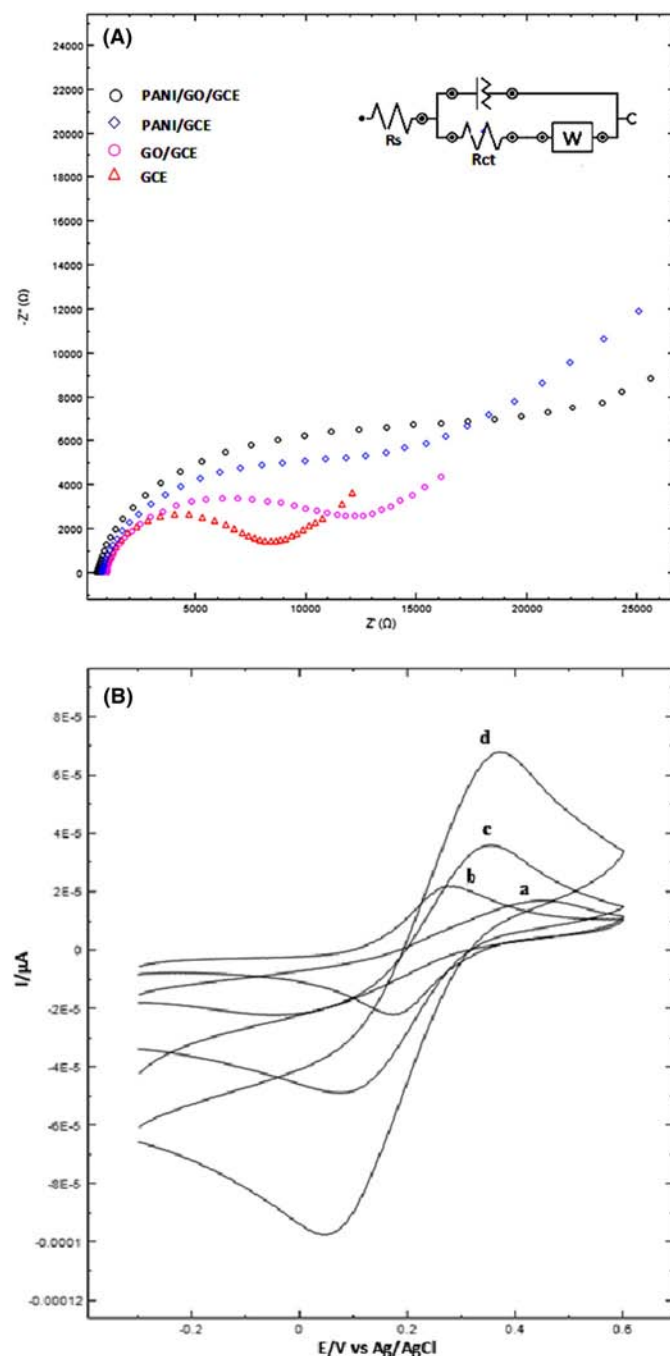 (A)
24000
22000
20000
18000
16000
14000
12000
10000
8000
6000
4000
2000
0
-Z" (Ω)
PANI/GO/GCE
PANI/GCE
GO/GCE
GCE
Rs
Rct
W
C
5000 10000 15000 20000 25000
Z' (Ω)
(B)
8E-5
6E-5
4E-5
2E-5
0
-2E-5
-4E-5
-6E-5
-8E-5
-0.0001
-0.00012
I/µA
d
c
b
a
-0.2 0 0.2 0.4 0.6
E/V vs Ag/AgCl